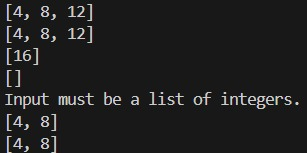 [4, 8, 12]
[4, 8, 12]
[16]
[]
Input must be a list of integers.
[4, 8]
[4, 8]